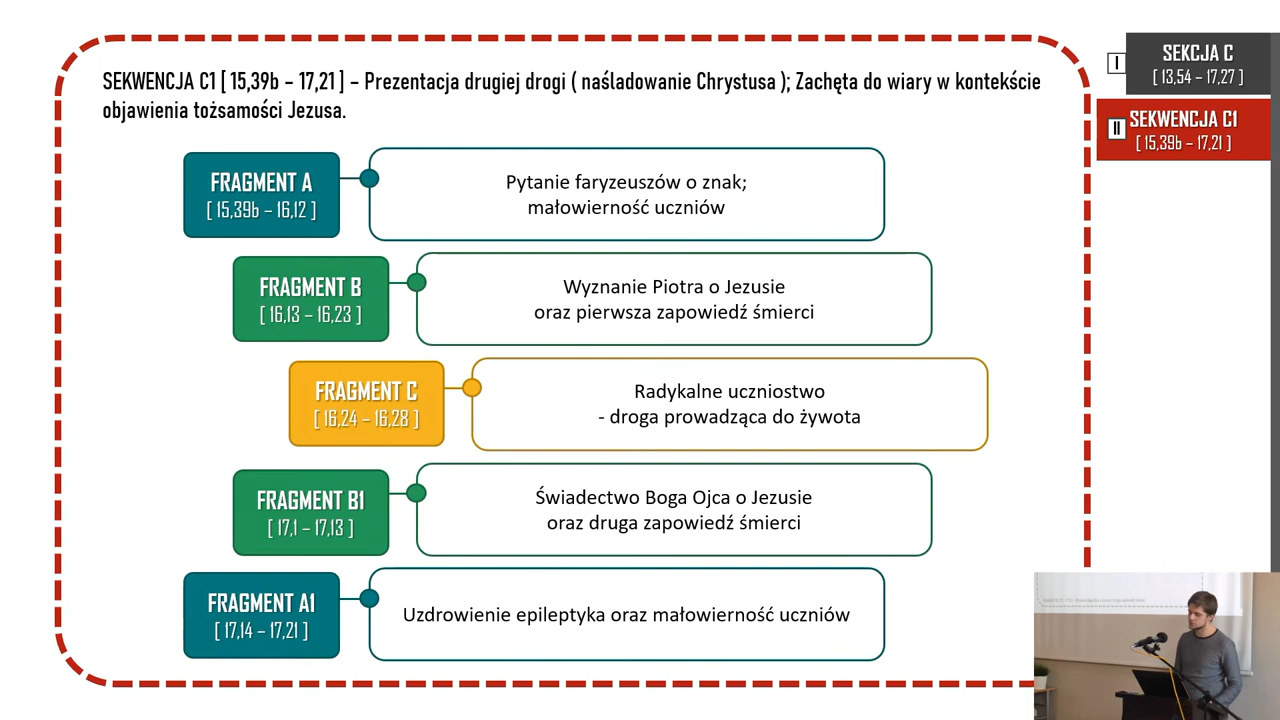 SEKWENCJA C1 [ 15,39b – 17,21 ] – Prezentacja drugiej drogi ( naśladowanie Chrystusa ); Zachęta do wiary w kontekście
objawienia tożsamości Jezusa.
FRAGMENT A
[ 15,39b – 16,12 ]
Pytanie faryzeuszów o znak;
małowierność uczniów
FRAGMENT B
[ 16,13 – 16,23 ]
Wyznanie Piotra o Jezusie
oraz pierwsza zapowiedź śmierci
FRAGMENT C
[ 16,24 – 16,28 ]
Radykalne uczniostwo
- droga prowadząca do żywota
FRAGMENT B1
[ 17,1 – 17,13 ]
Świadectwo Boga Ojca o Jezusie
oraz druga zapowiedź śmierci
FRAGMENT A1
[ 17,14 – 17,21 ]
Uzdrowienie epileptyka oraz małowierność uczniów
I
SEKCJA C
[ 13,54 – 17,27 ]
II
SEKWENCJA C1
[ 15,39b – 17,21 ]